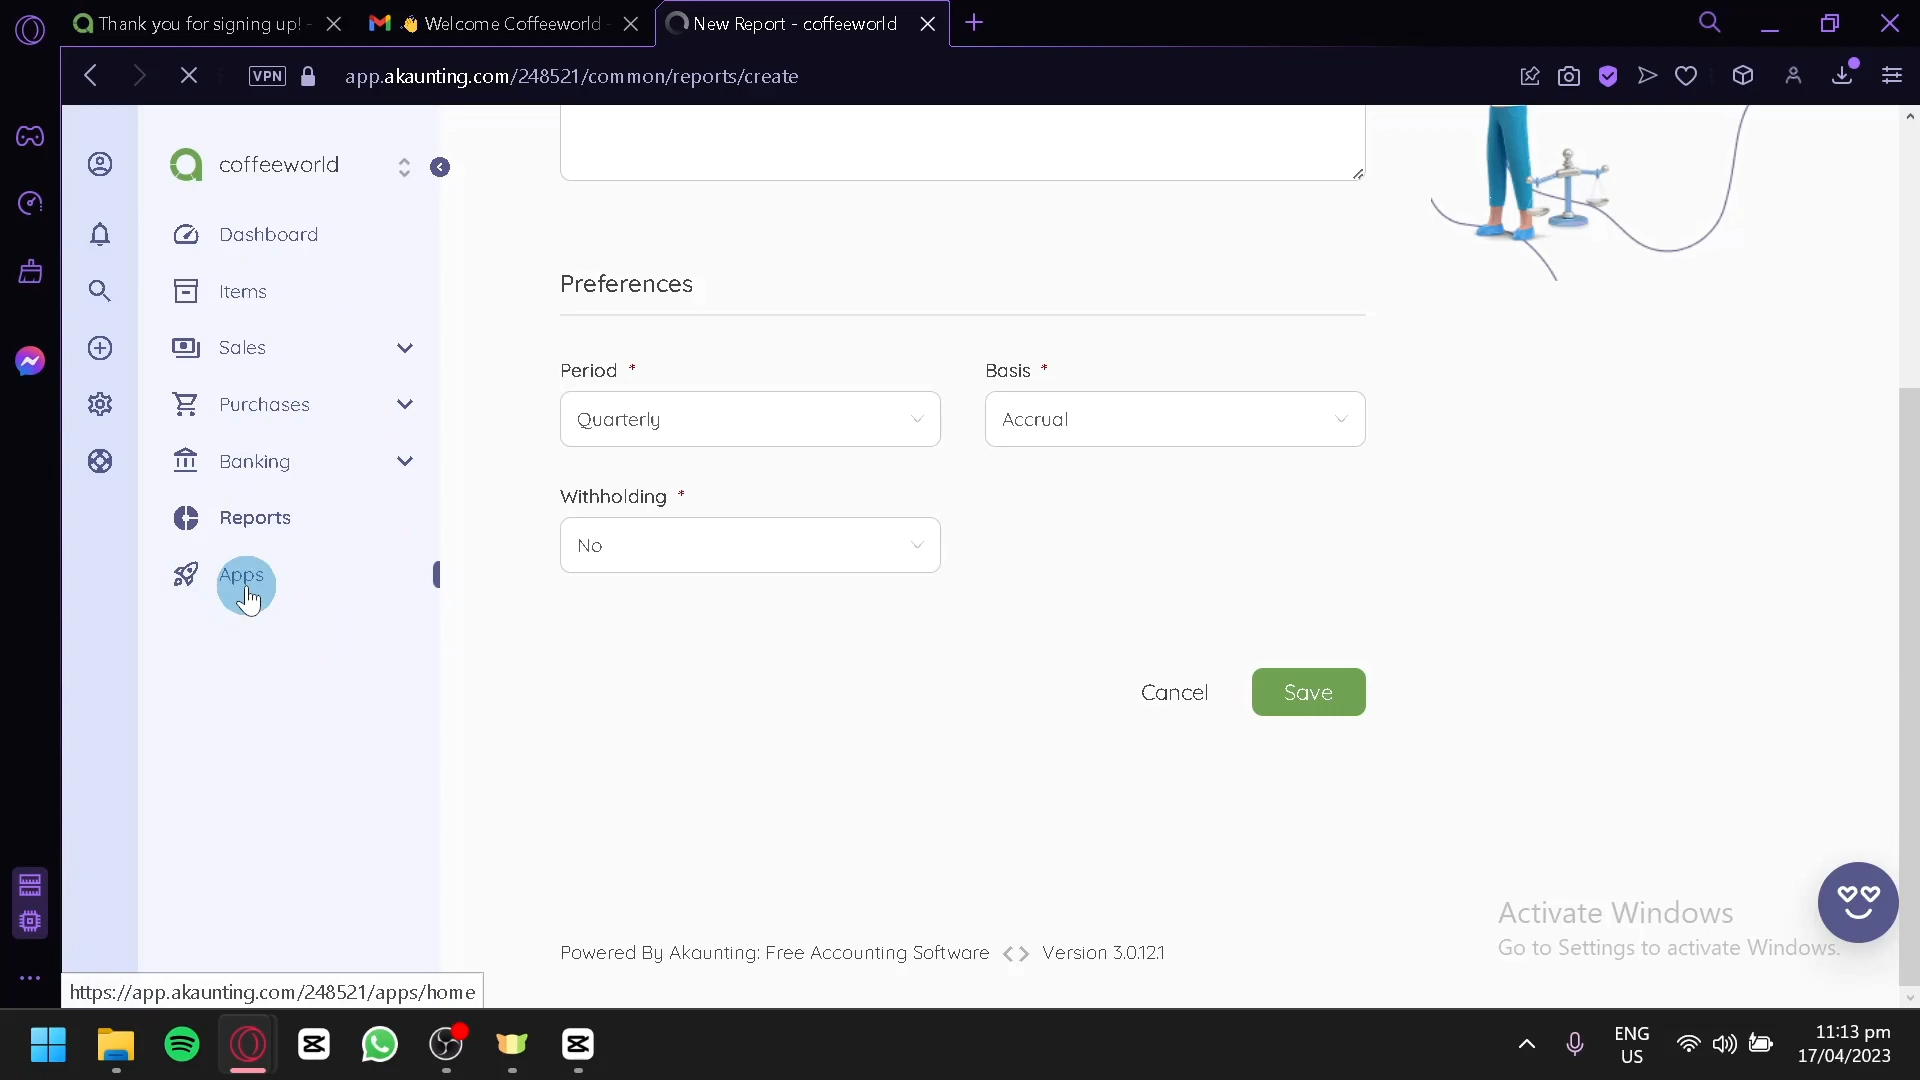 Thank you for signing up! -
👋 Welcome Coffeeworld -
New Report - coffeeworld
VPN
app.akaunting.com/248521/common/reports/create
coffeeworld
Dashboard
Items
Sales
Purchases
Banking
Reports
Apps
Preferences
Period *
Basis *
Quarterly
Accrual
Withholding *
No
Cancel
Save
Powered By Akaunting: Free Accounting Software <> Version 3.0.12.1
Activate Windows
Go to Settings to activate Windows.
https://app.akaunting.com/248521/apps/home
ENG
US
11:13 pm
17/04/2023